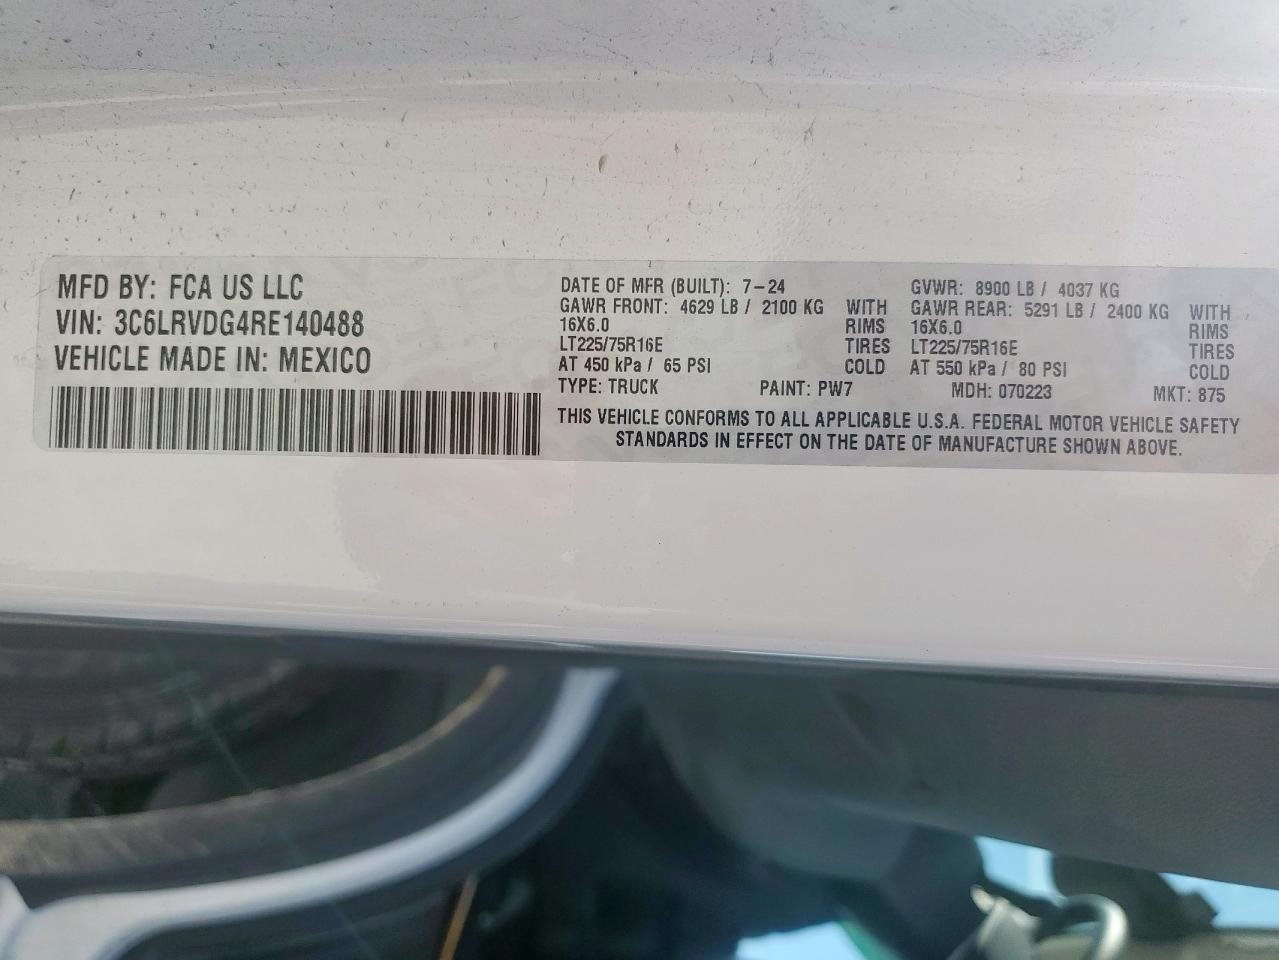 MFD BY: FCA US LLC
VIN: 3C6LRVDG4RE140488
VEHICLE MADE IN: MEXICO
DATE OF MFR (BUILT): 7-24 GVWR: 8900 LB / 4037 KG
GAWR FRONT: 4629 LB / 2100 KG WITH GAWR REAR: 5291 LB / 2400 KG WITH
16X6.0 RIMS 16X6.0 RIMS
LT225/75R16E TIRES LT225/75R16E TIRES
AT 450 kPa / 65 PSI COLD AT 550 kPa / 80 PSI COLD
TYPE: TRUCK PAINT: PW7 MDH: 070223 MKT: 875
THIS VEHICLE CONFORMS TO ALL APPLICABLE U.S.A. FEDERAL MOTOR VEHICLE SAFETY
STANDARDS IN EFFECT ON THE DATE OF MANUFACTURE SHOWN ABOVE.